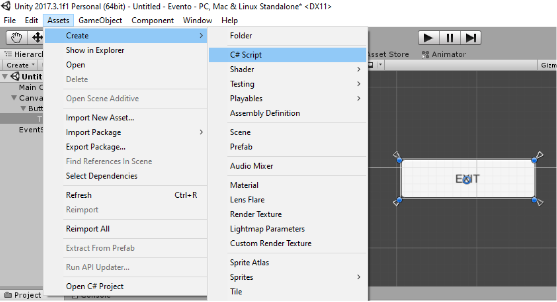 Unity 2017.3.1f1 Personal (64bit) - Untitled - Evento - PC, Mac & Linux Standalone* <DX11>
File Edit Assets GameObject Component Window Help
Create
Show in Explorer
Open
Delete
Open Scene Additive
Import New Asset...
Import Package
Export Package...
Find References In Scene
Select Dependencies
Refresh Ctrl+R
Reimport
Reimport All
Extract From Prefab
Run API Updater...
Open C# Project
Folder
C# Script
Shader
Testing
Playables
Assembly Definition
Scene
Prefab
Audio Mixer
Material
Lens Flare
Render Texture
Lightmap Parameters
Custom Render Texture
Sprite Atlas
Sprites
Tile
Hierarc
Create
Untit
Main C
Canva
Butt
T
EventS
Project
Asset Store
Animator
Gizm
EXIT